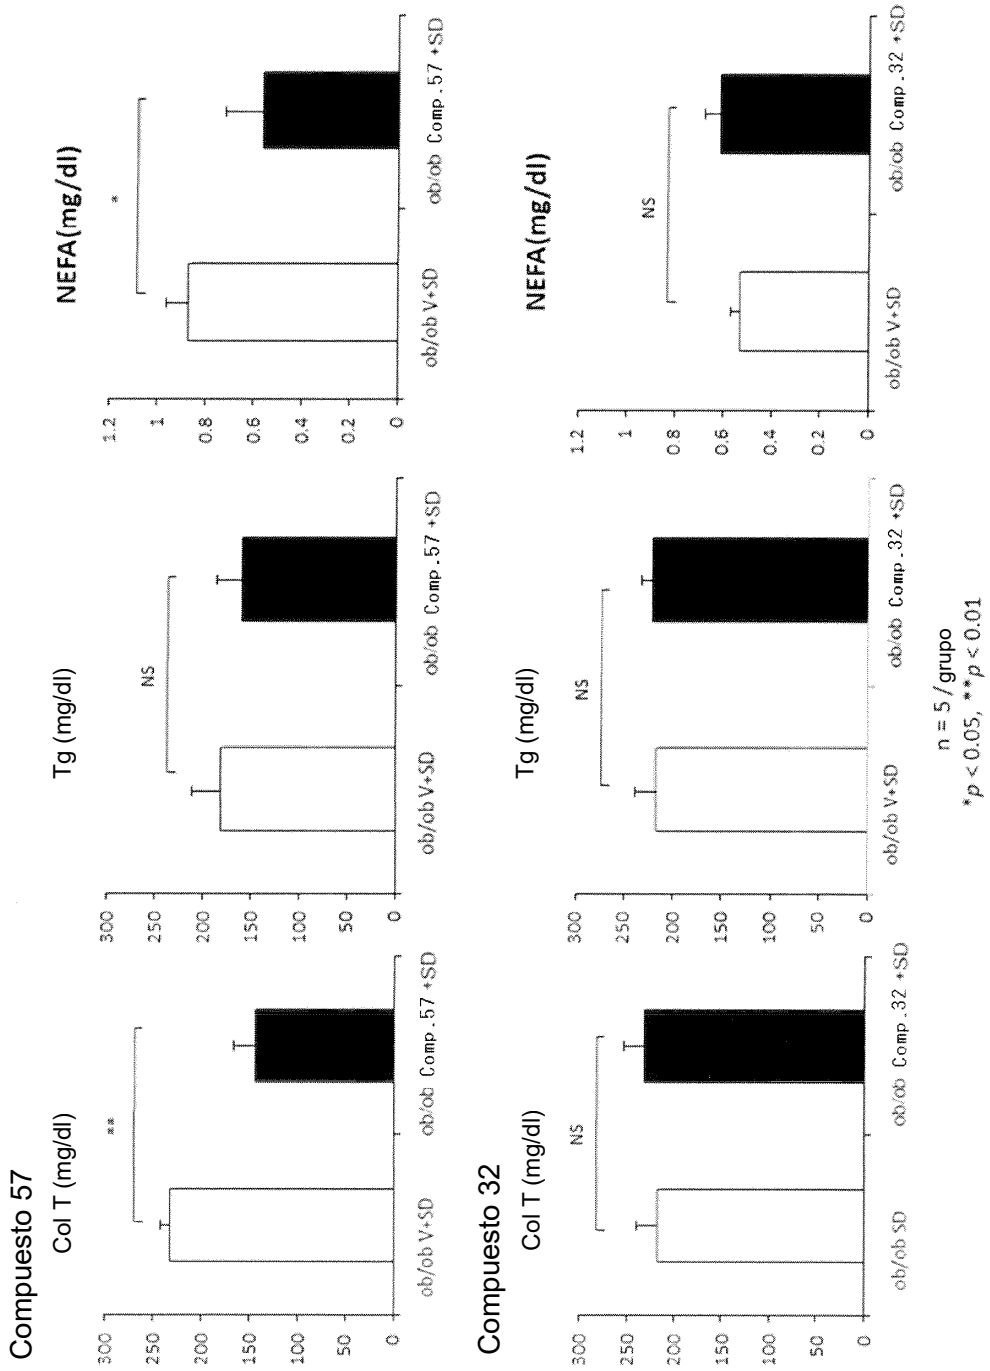 Compuesto 57
Col T (mg/dl)
**
300
250
200
150
100
50
0
ob/ob V+SD
ob/ob Comp.57 +SD
Tg (mg/dl)
NS
300
250
200
150
100
50
0
ob/ob V+SD
ob/ob Comp.57 +SD
NEFA(mg/dl)
*
1.2
1
0.8
0.6
0.4
0.2
0
ob/ob V+SD
ob/ob Comp.57 +SD
Compuesto 32
Col T (mg/dl)
NS
300
250
200
150
100
50
0
ob/ob SD
ob/ob Comp.32 +SD
Tg (mg/dl)
NS
300
250
200
150
100
50
0
ob/ob V+SD
ob/ob Comp.32 +SD
NEFA(mg/dl)
NS
1.2
1
0.8
0.6
0.4
0.2
0
ob/ob V+SD
ob/ob Comp.32 +SD
n = 5 / grupo
*p < 0.05, **p < 0.01